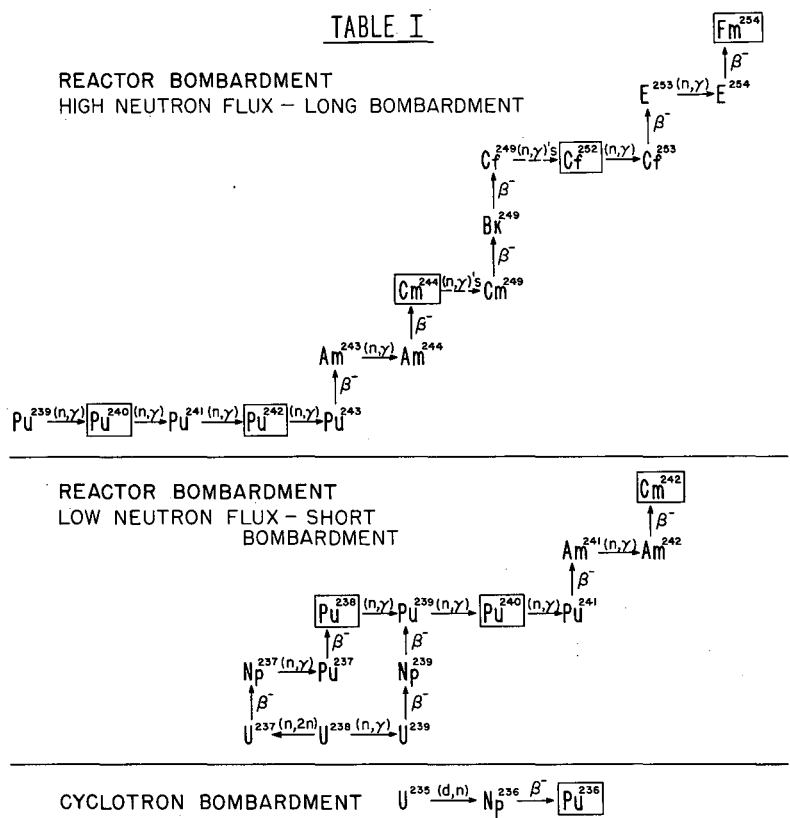 TABLE I
Fm²⁵⁴
β⁻
REACTOR BOMBARDMENT
HIGH NEUTRON FLUX – LONG BOMBARDMENT
E²⁵³ (n,γ) E²⁵⁴
β⁻
Cf²⁴⁹ (n,γ)'s Cf²⁵² (n,γ) Cf²⁵³
β⁻
Bk²⁴⁹
β⁻
Cm²⁴⁴ (n,γ)'s Cm²⁴⁹
β⁻
Am²⁴³ (n,γ) Am²⁴⁴
β⁻
Pu²³⁹ (n,γ) Pu²⁴⁰ (n,γ) Pu²⁴¹ (n,γ) Pu²⁴² (n,γ) Pu²⁴³
REACTOR BOMBARDMENT
LOW NEUTRON FLUX – SHORT
BOMBARDMENT
Cm²⁴²
β⁻
Am²⁴¹ (n,γ) Am²⁴²
β⁻
Pu²³⁸ (n,γ) Pu²³⁹ (n,γ) Pu²⁴⁰ (n,γ) Pu²⁴¹
β⁻ β⁻
Np²³⁷ (n,γ) Pu²³⁷ Np²³⁹
β⁻ β⁻
U²³⁷ (n,2n) U²³⁸ (n,γ) U²³⁹
CYCLOTRON BOMBARDMENT U²³⁵ (d,n) Np²³⁶ β⁻ Pu²³⁶